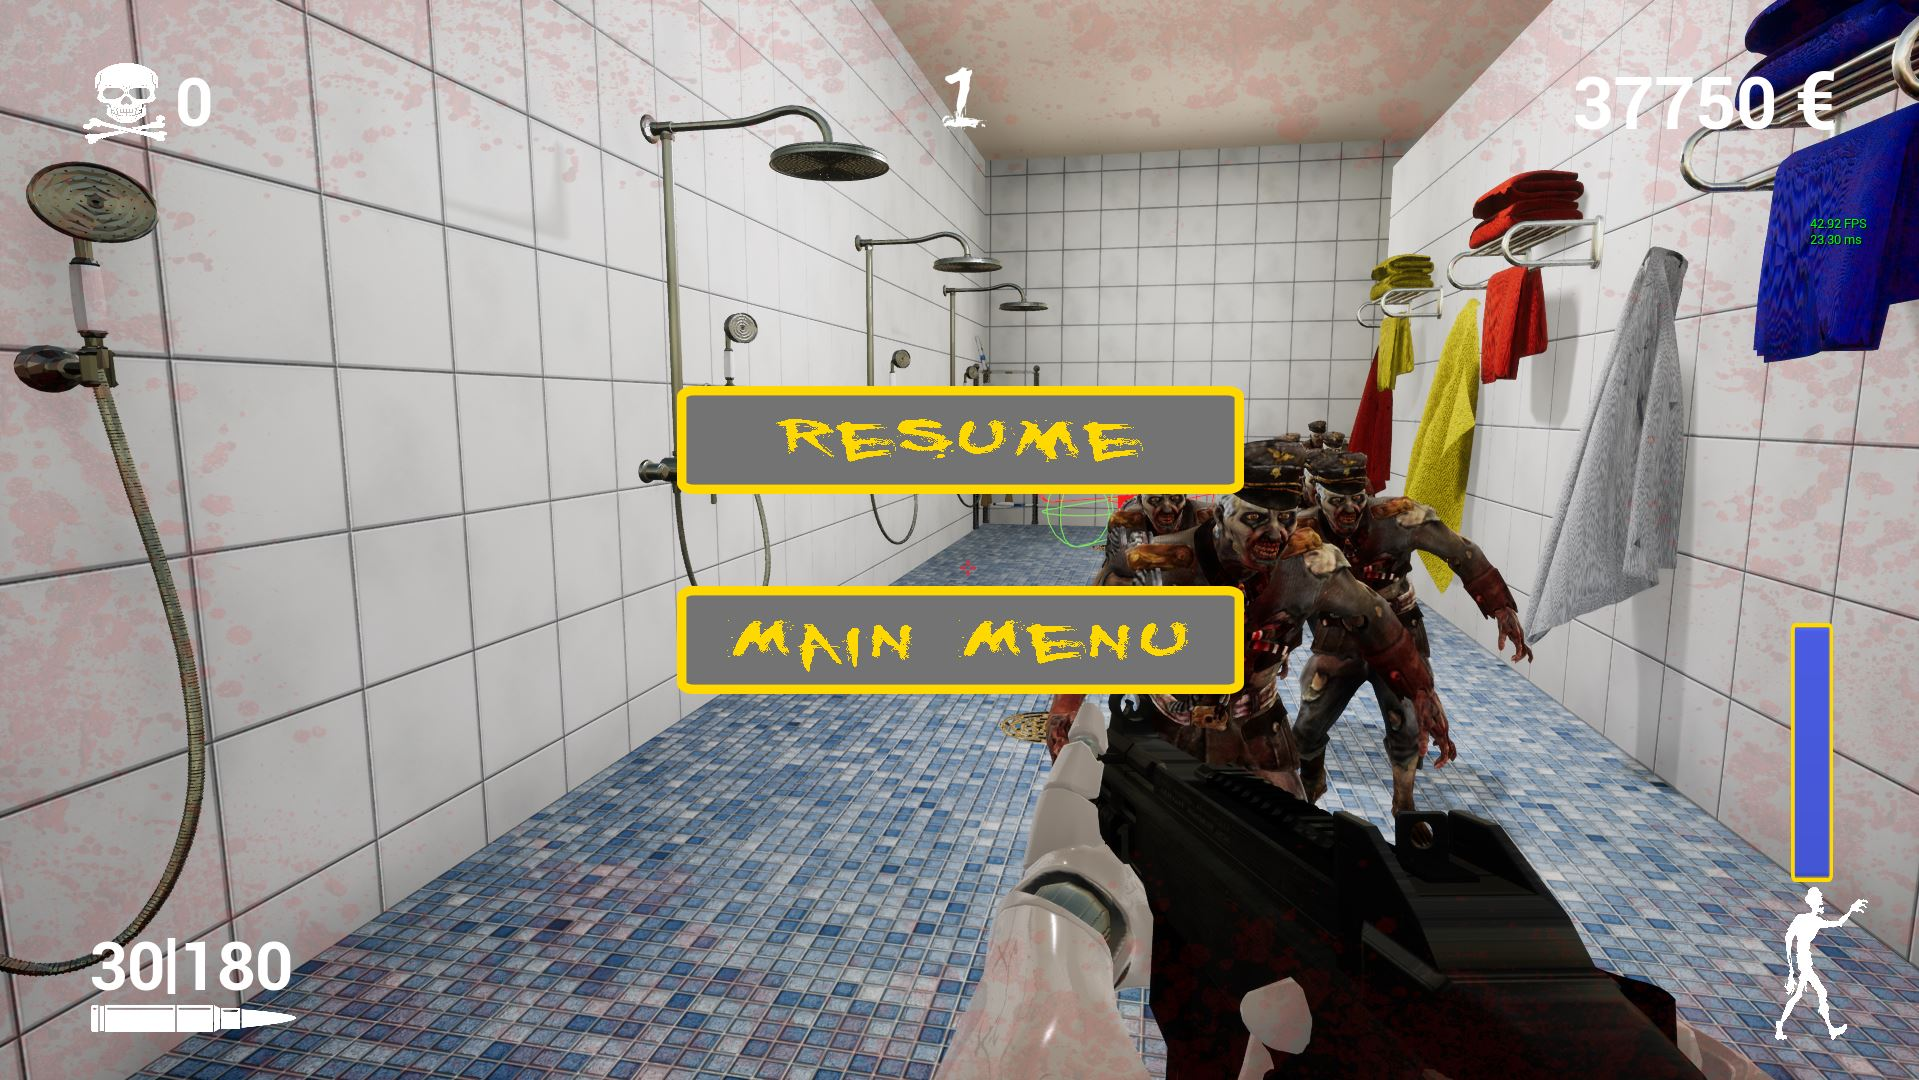 0
1
37750 €
42.92 FPS
23.30 ms
RESUME
MAIN MENU
30|180